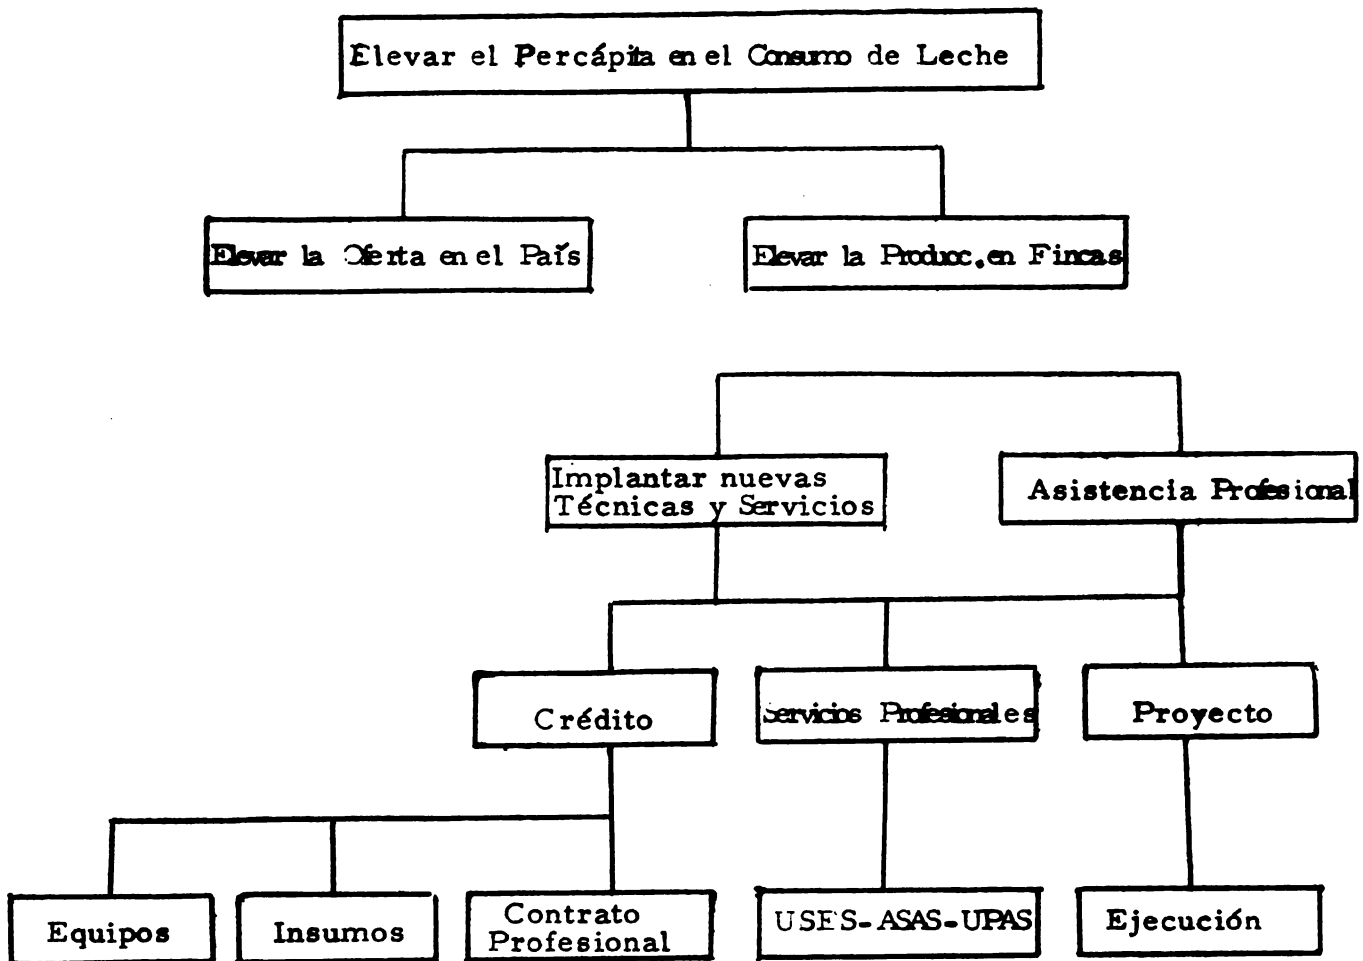 Elevar el Percápita en el Consumo de Leche
Elevar la Oferta en el País
Elevar la Produc. en Fincas
Implantar nuevas
Técnicas y Servicios
Asistencia Profesional
Crédito
Servicios Profesionales
Proyecto
Equipos
Insumos
Contrato
Profesional
USES-ASAS-UPAS
Ejecución